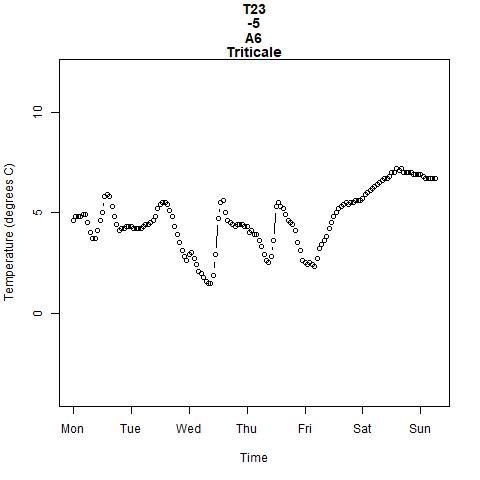 T23
-5
A6
Triticale
Temperature (degrees C)
10
5
0
Mon Tue Wed Thu Fri Sat Sun
Time